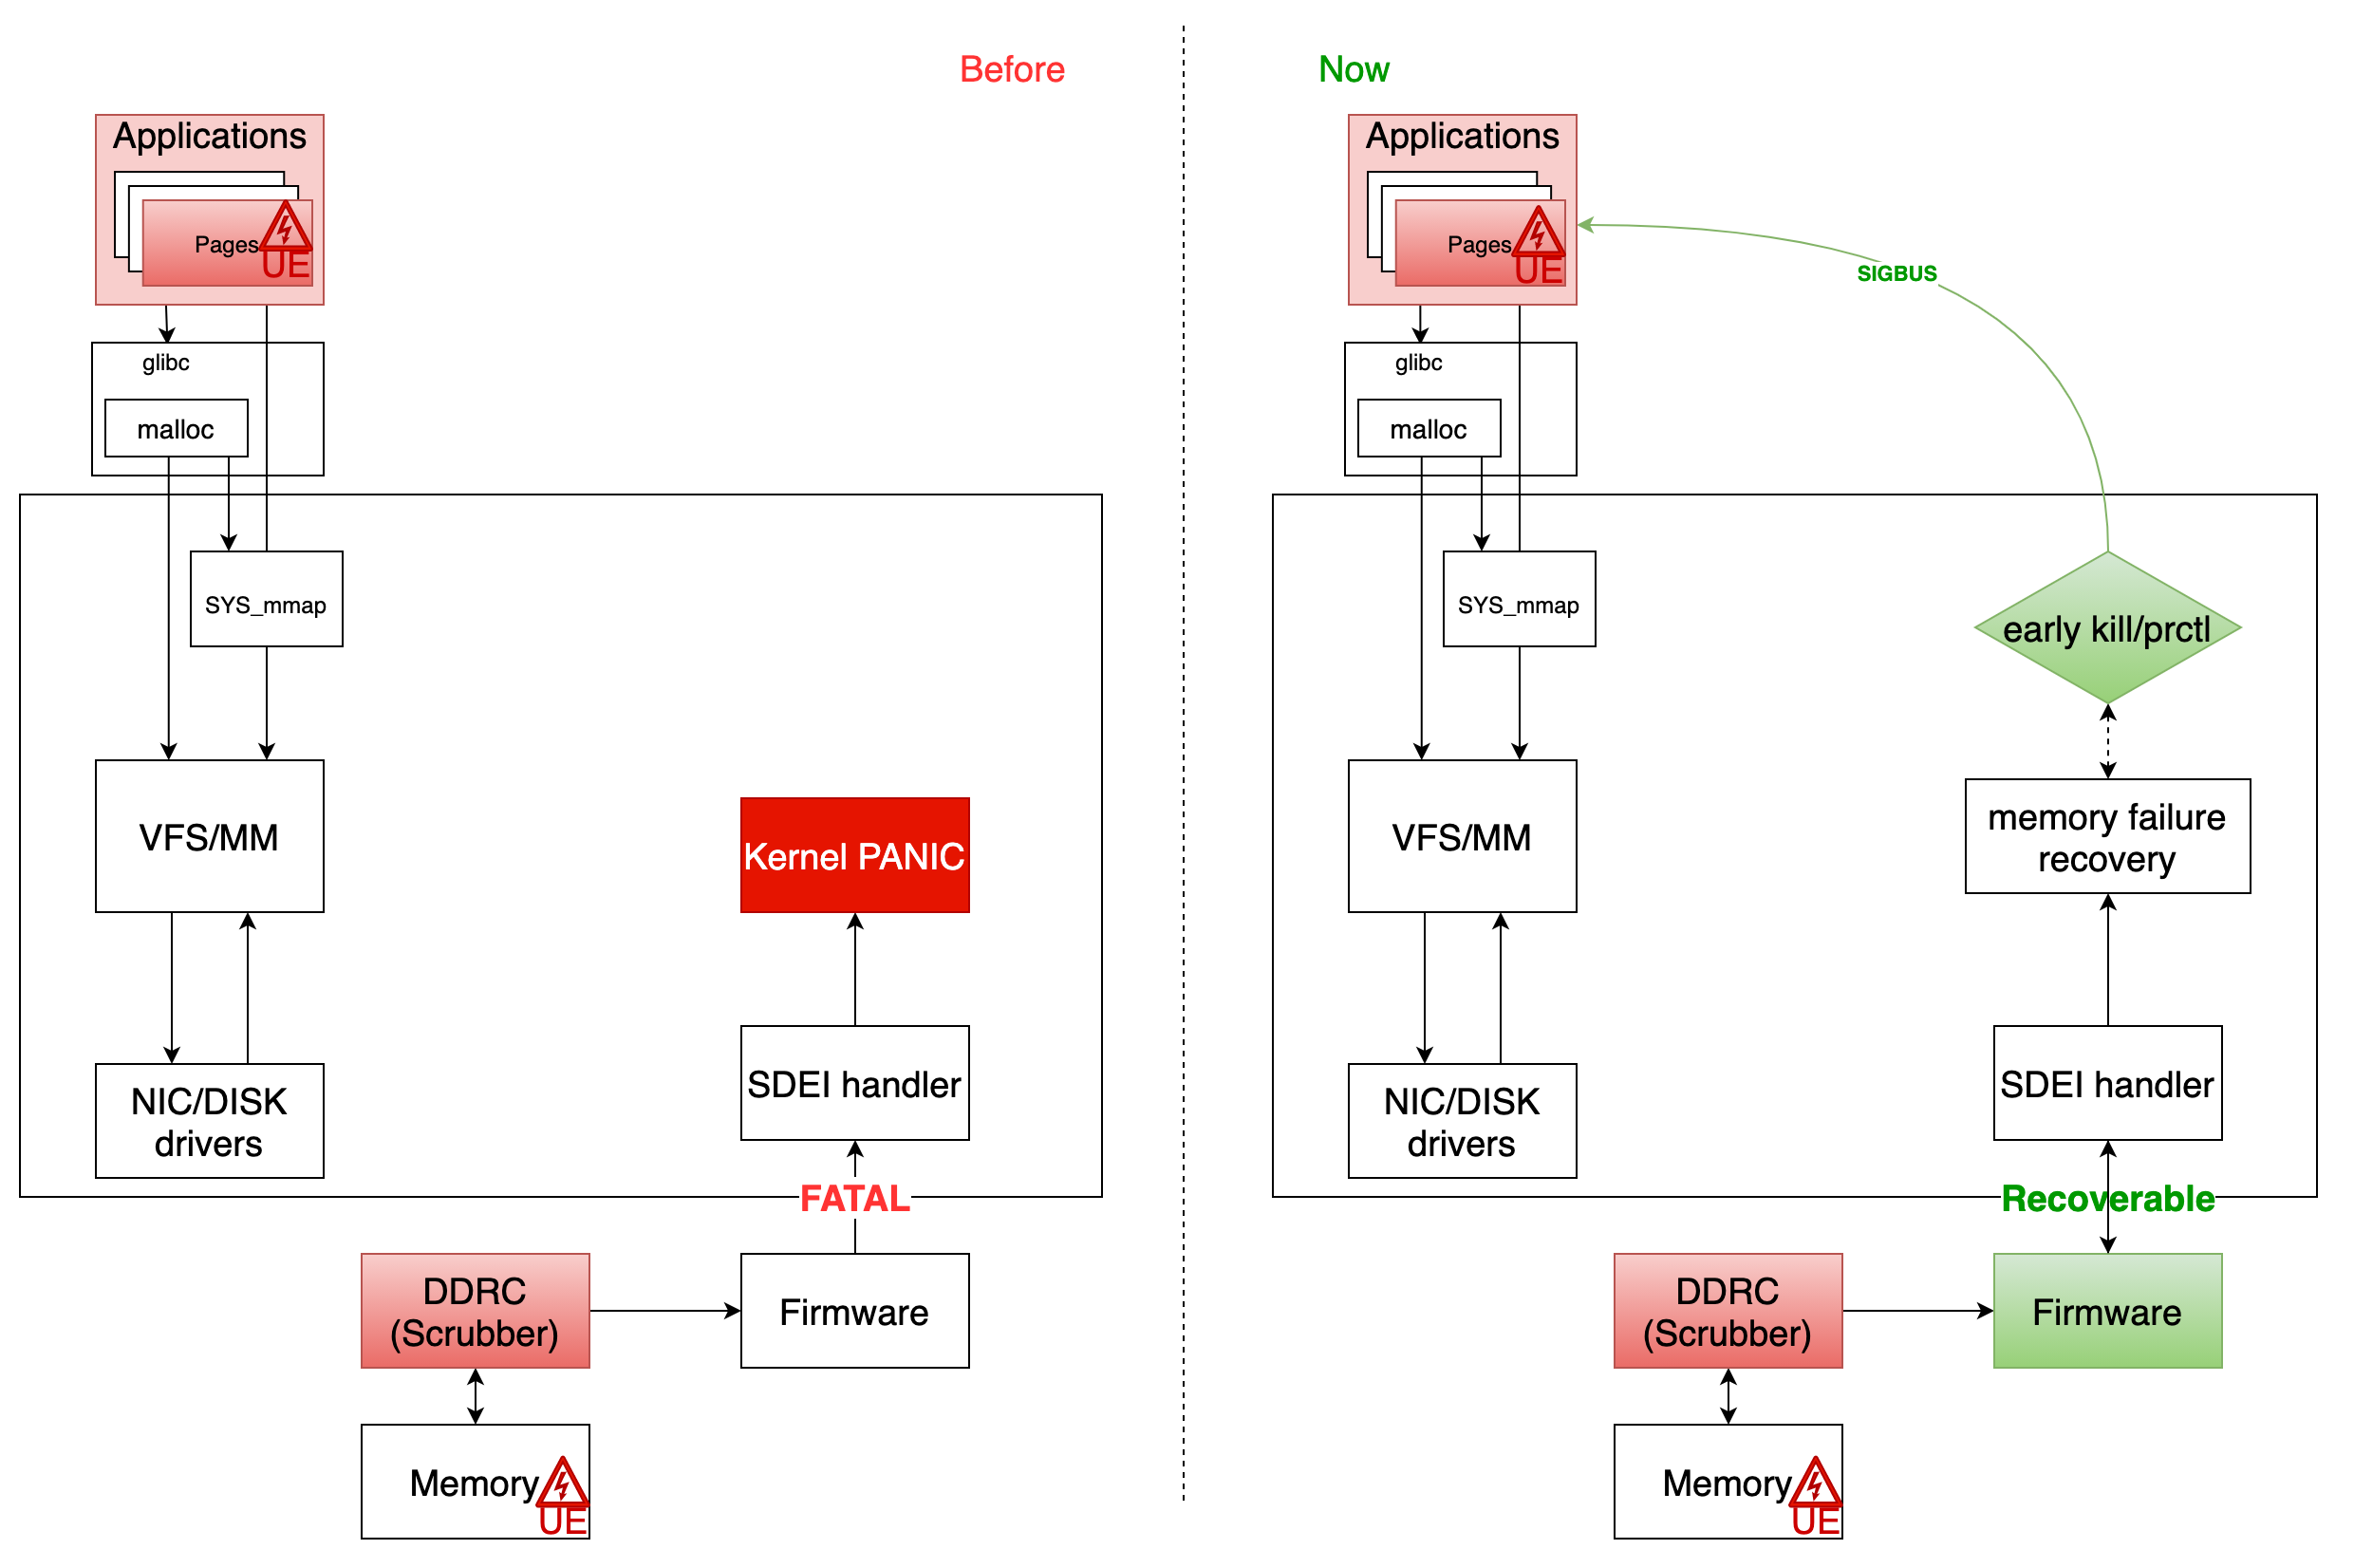 Before
Applications
Pages
UE
glibc
malloc
SYS_mmap
VFS/MM
Kernel PANIC
NIC/DISK
drivers
SDEI handler
FATAL
DDRC
(Scrubber)
Firmware
Memory
UE
Now
Applications
Pages
UE
SIGBUS
glibc
malloc
SYS_mmap
early kill/prctl
VFS/MM
memory failure
recovery
NIC/DISK
drivers
SDEI handler
Recoverable
DDRC
(Scrubber)
Firmware
Memory
UE